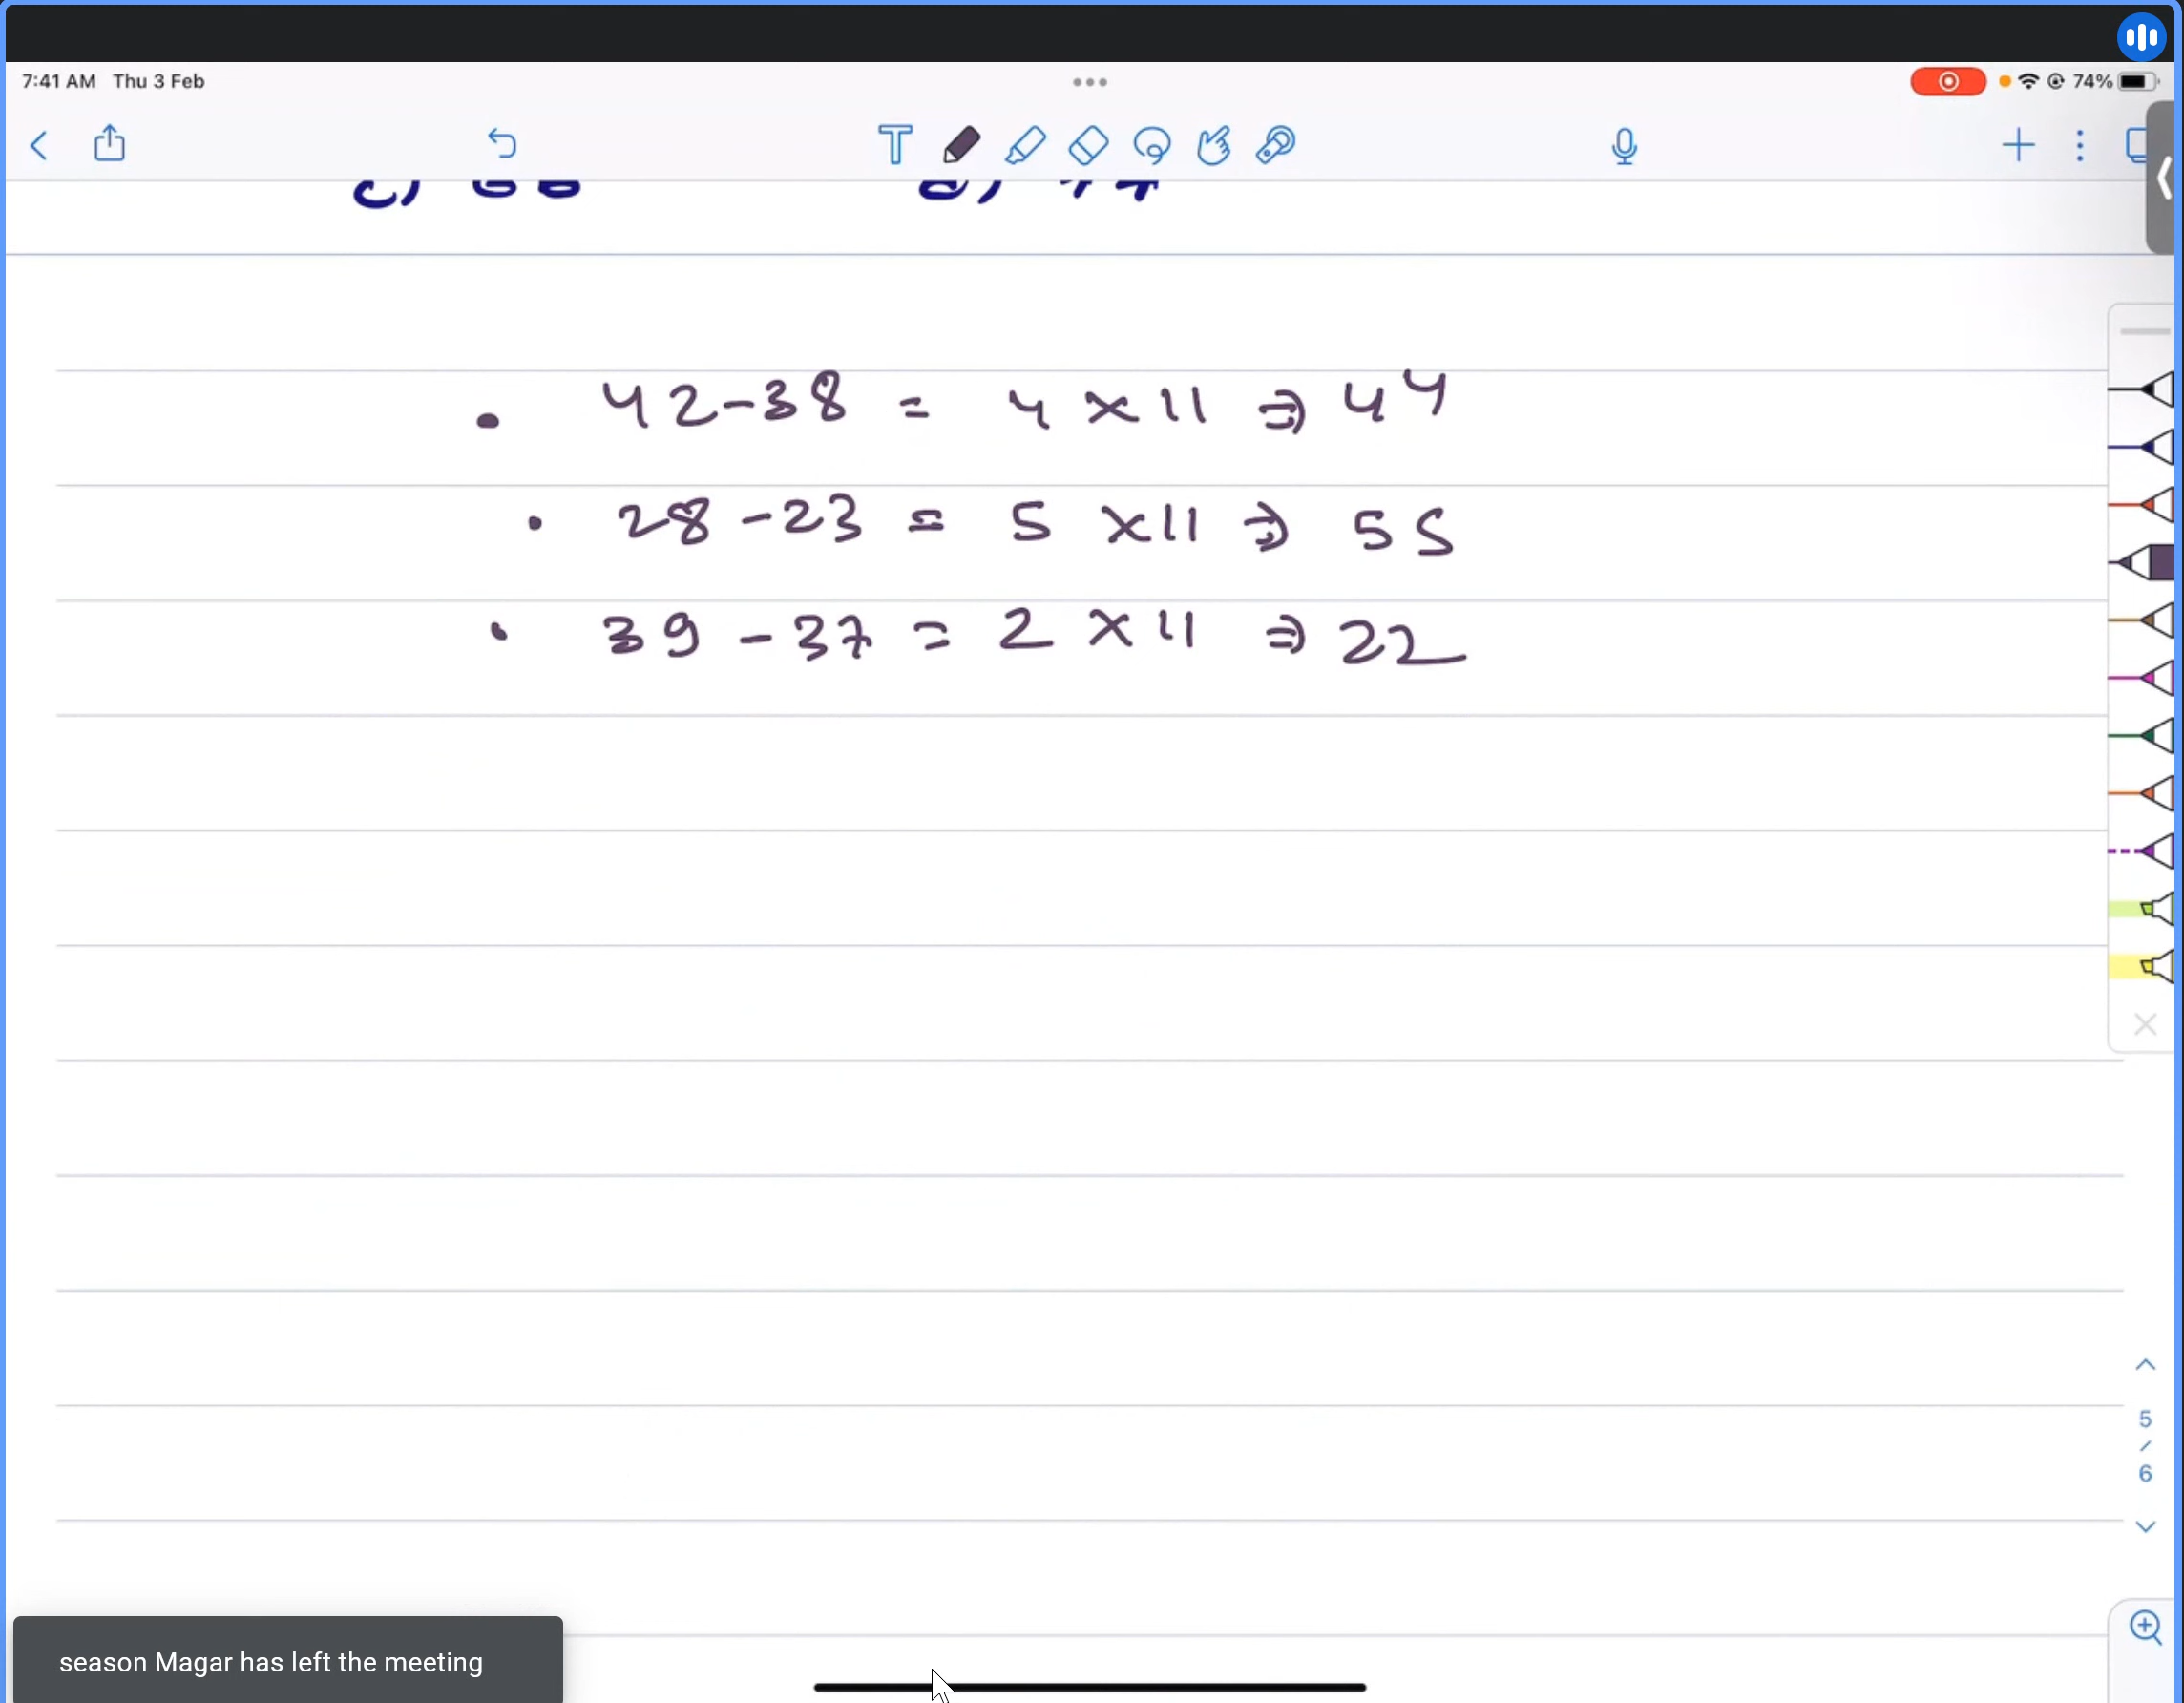 7:41 AM Thu 3 Feb
74%
42-38 = 4 × 11 ⇒ 44
28-23 = 5 × 11 ⇒ 55
39-37 = 2 × 11 ⇒ 22
5
/
6
season Magar has left the meeting